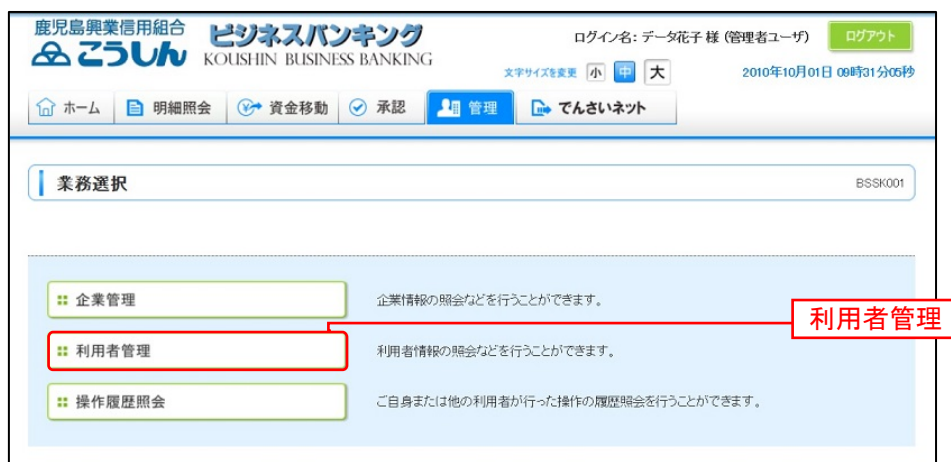 鹿児島興業信用組合
こうしん
ビジネスバンキング
KOUSHIN BUSINESS BANKING
ログイン名：データ花子 様 (管理者ユーザ)
ログアウト
文字サイズを変更 小 中 大
2010年10月01日 09時31分05秒
ホーム 明細照会 資金移動 承認 管理 でんさいネット
業務選択
BSSK001
企業管理
企業情報の照会などを行うことができます。
利用者管理
利用者管理
利用者情報の照会などを行うことができます。
操作履歴照会
ご自身または他の利用者が行った操作の履歴照会を行うことができます。